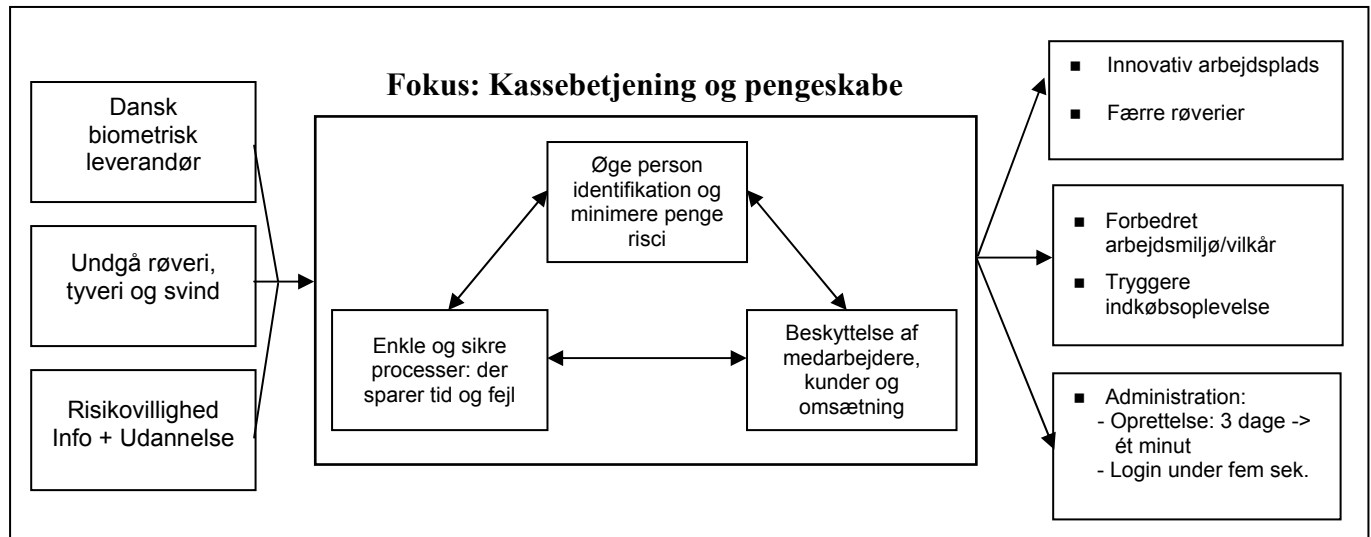 Fokus: Kassebetjening og pengeskabe
Dansk
biometrisk
leverandør
Undgå røveri,
tyveri og svind
Risikovillighed
Info + Udannelse
Øge person
identifikation og
minimere penge
risci
Enkle og sikre
processer: der
sparer tid og fejl
Beskyttelse af
medarbejdere,
kunder og
omsætning
■ Innovativ arbejdsplads
■ Færre røverier
■ Forbedret
arbejdsmiljø/vilkår
■ Tryggere
indkøbsoplevelse
■ Administration:
- Oprettelse: 3 dage ->
ét minut
- Login under fem sek.